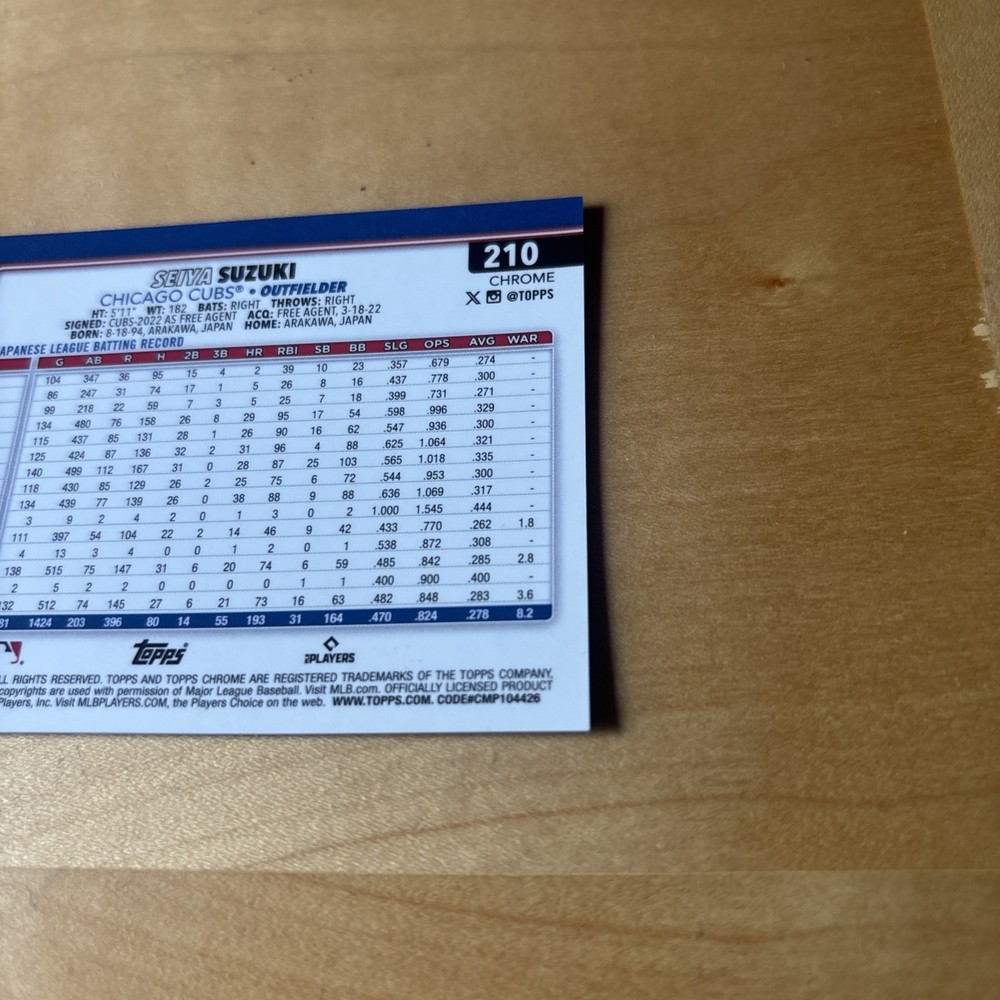 210
CHROME
@TOPPS
SEIYA SUZUKI
CHICAGO CUBS® • OUTFIELDER
HT: 5'11" WT: 182 BATS: RIGHT THROWS: RIGHT
SIGNED: CUBS-2022 AS FREE AGENT ACQ: FREE AGENT, 3-18-22
BORN: 8-18-94, ARAKAWA, JAPAN HOME: ARAKAWA, JAPAN
APANESE LEAGUE BATTING RECORD
G AB R H 2B 3B HR RBI SB BB SLG OPS AVG WAR
104 347 36 95 15 4 2 39 10 23 .357 .679 .274 -
86 247 31 74 17 1 5 26 8 16 .437 .778 .300 -
99 218 22 59 7 3 5 25 7 18 .399 .731 .271 -
134 480 76 158 26 8 29 95 17 54 .598 .996 .329 -
115 437 85 131 28 1 26 90 16 62 .547 .936 .300 -
125 424 87 136 32 2 31 96 4 88 .625 1.064 .321 -
140 499 112 167 31 0 28 87 25 103 .565 1.018 .335 -
118 430 85 129 26 2 25 75 6 72 .544 .953 .300 -
134 439 77 139 26 0 38 88 9 88 .636 1.069 .317 -
3 9 2 4 2 0 1 3 0 2 1.000 1.545 .444 -
111 397 54 104 22 2 14 46 9 42 .433 .770 .262 1.8
4 13 3 4 0 0 1 2 0 1 .538 .872 .308 -
138 515 75 147 31 6 20 74 6 59 .485 .842 .285 2.8
2 5 2 2 0 0 0 0 1 1 .400 .900 .400 -
132 512 74 145 27 6 21 73 16 63 .482 .848 .283 3.6
81 1424 203 396 80 14 55 193 31 164 .470 .824 .278 8.2
Topps
PLAYERS
LL RIGHTS RESERVED. TOPPS AND TOPPS CHROME ARE REGISTERED TRADEMARKS OF THE TOPPS COMPANY,
copyrights are used with permission of Major League Baseball. Visit MLB.com. OFFICIALLY LICENSED PRODUCT
Players, Inc. Visit MLBPLAYERS.COM, the Players Choice on the web. WWW.TOPPS.COM. CODE#CMP104426